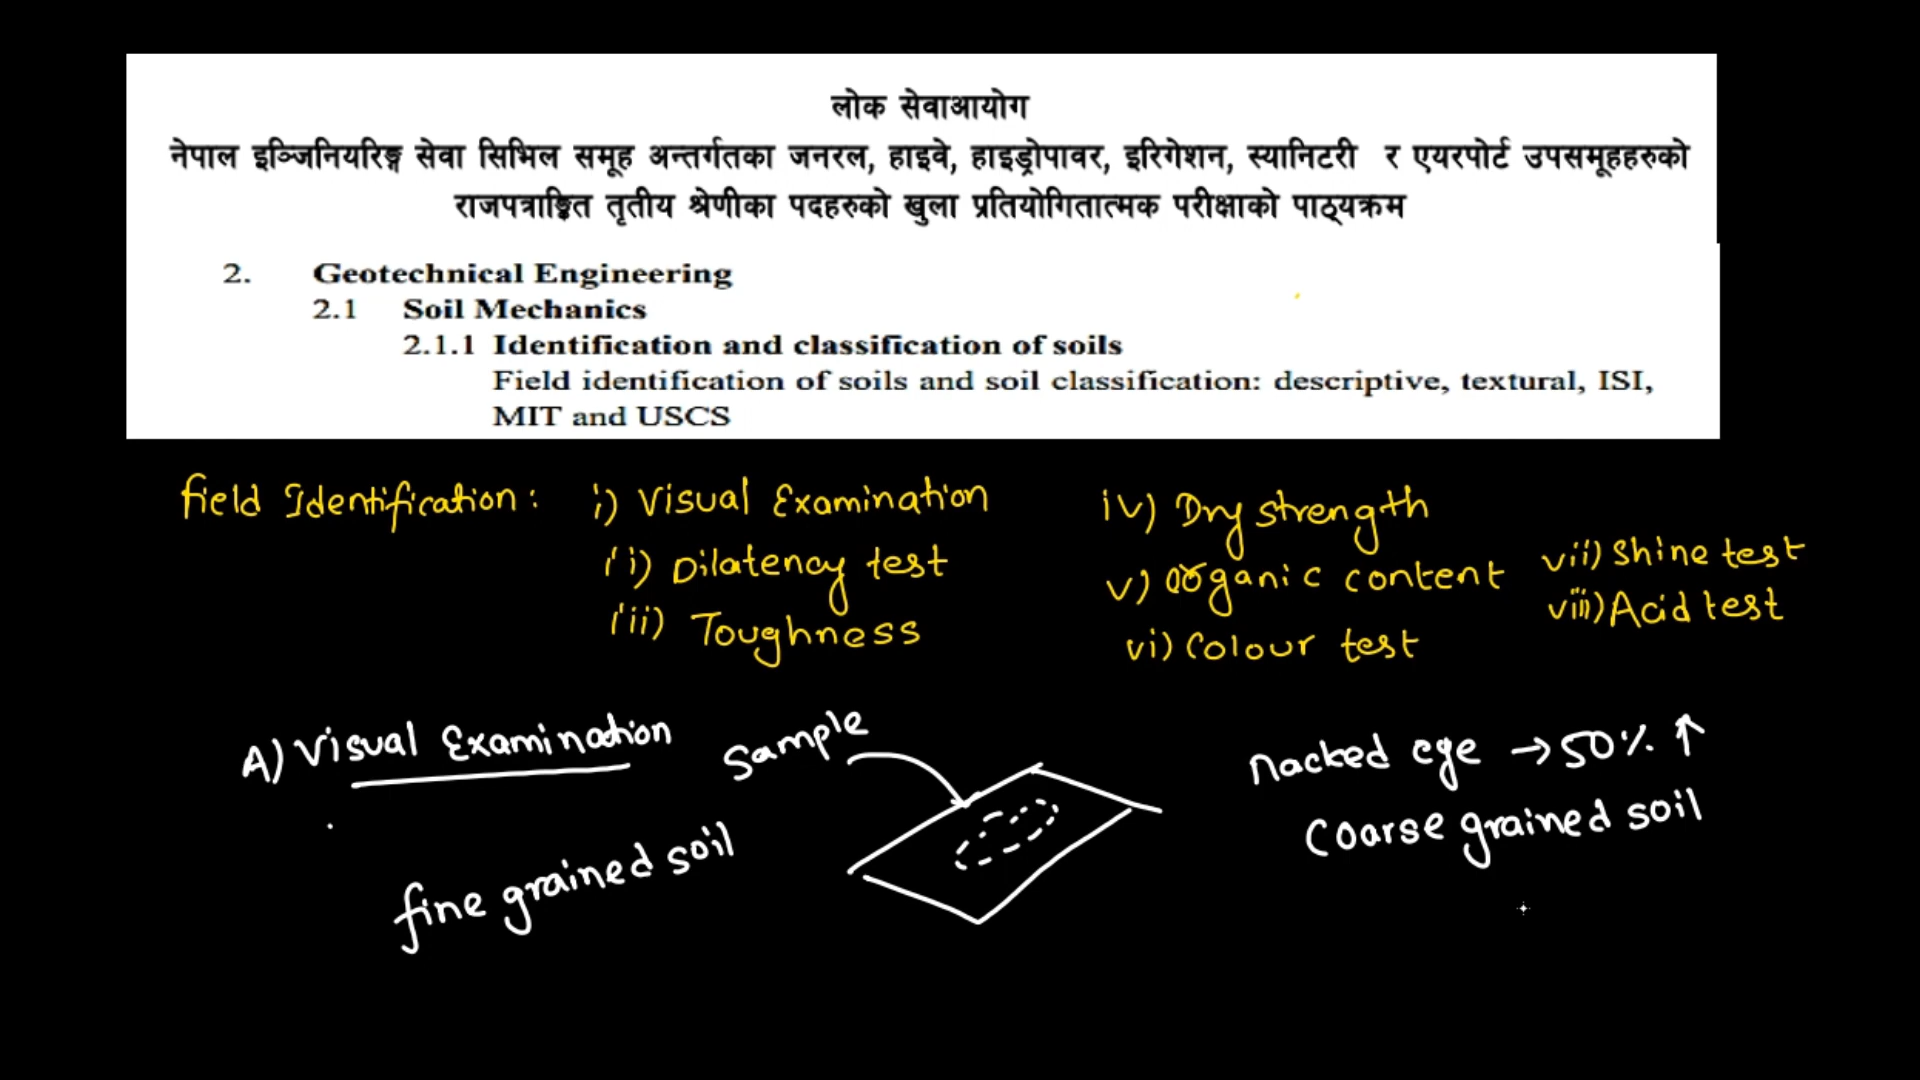 लोक सेवाआयोग
नेपाल इञ्जिनियरिङ्ग सेवा सिभिल समूह अन्तर्गतका जनरल, हाइवे, हाइड्रोपावर, इरिगेशन, स्यानिटरी र एयरपोर्ट उपसमूहहरुको
राजपत्राङ्कित तृतीय श्रेणीका पदहरुको खुला प्रतियोगितात्मक परीक्षाको पाठ्यक्रम
2. Geotechnical Engineering
2.1 Soil Mechanics
2.1.1 Identification and classification of soils
Field identification of soils and soil classification: descriptive, textural, ISI,
MIT and USCS
field Identification: i) Visual Examination
ii) Dilatency test
iii) Toughness
iv) Dry strength
v) organic content
vi) Colour test
vii) Shine test
viii) Acid test
A) Visual Examination
Sample
fine grained soil
nacked eye → 50% ↑
Coarse grained soil